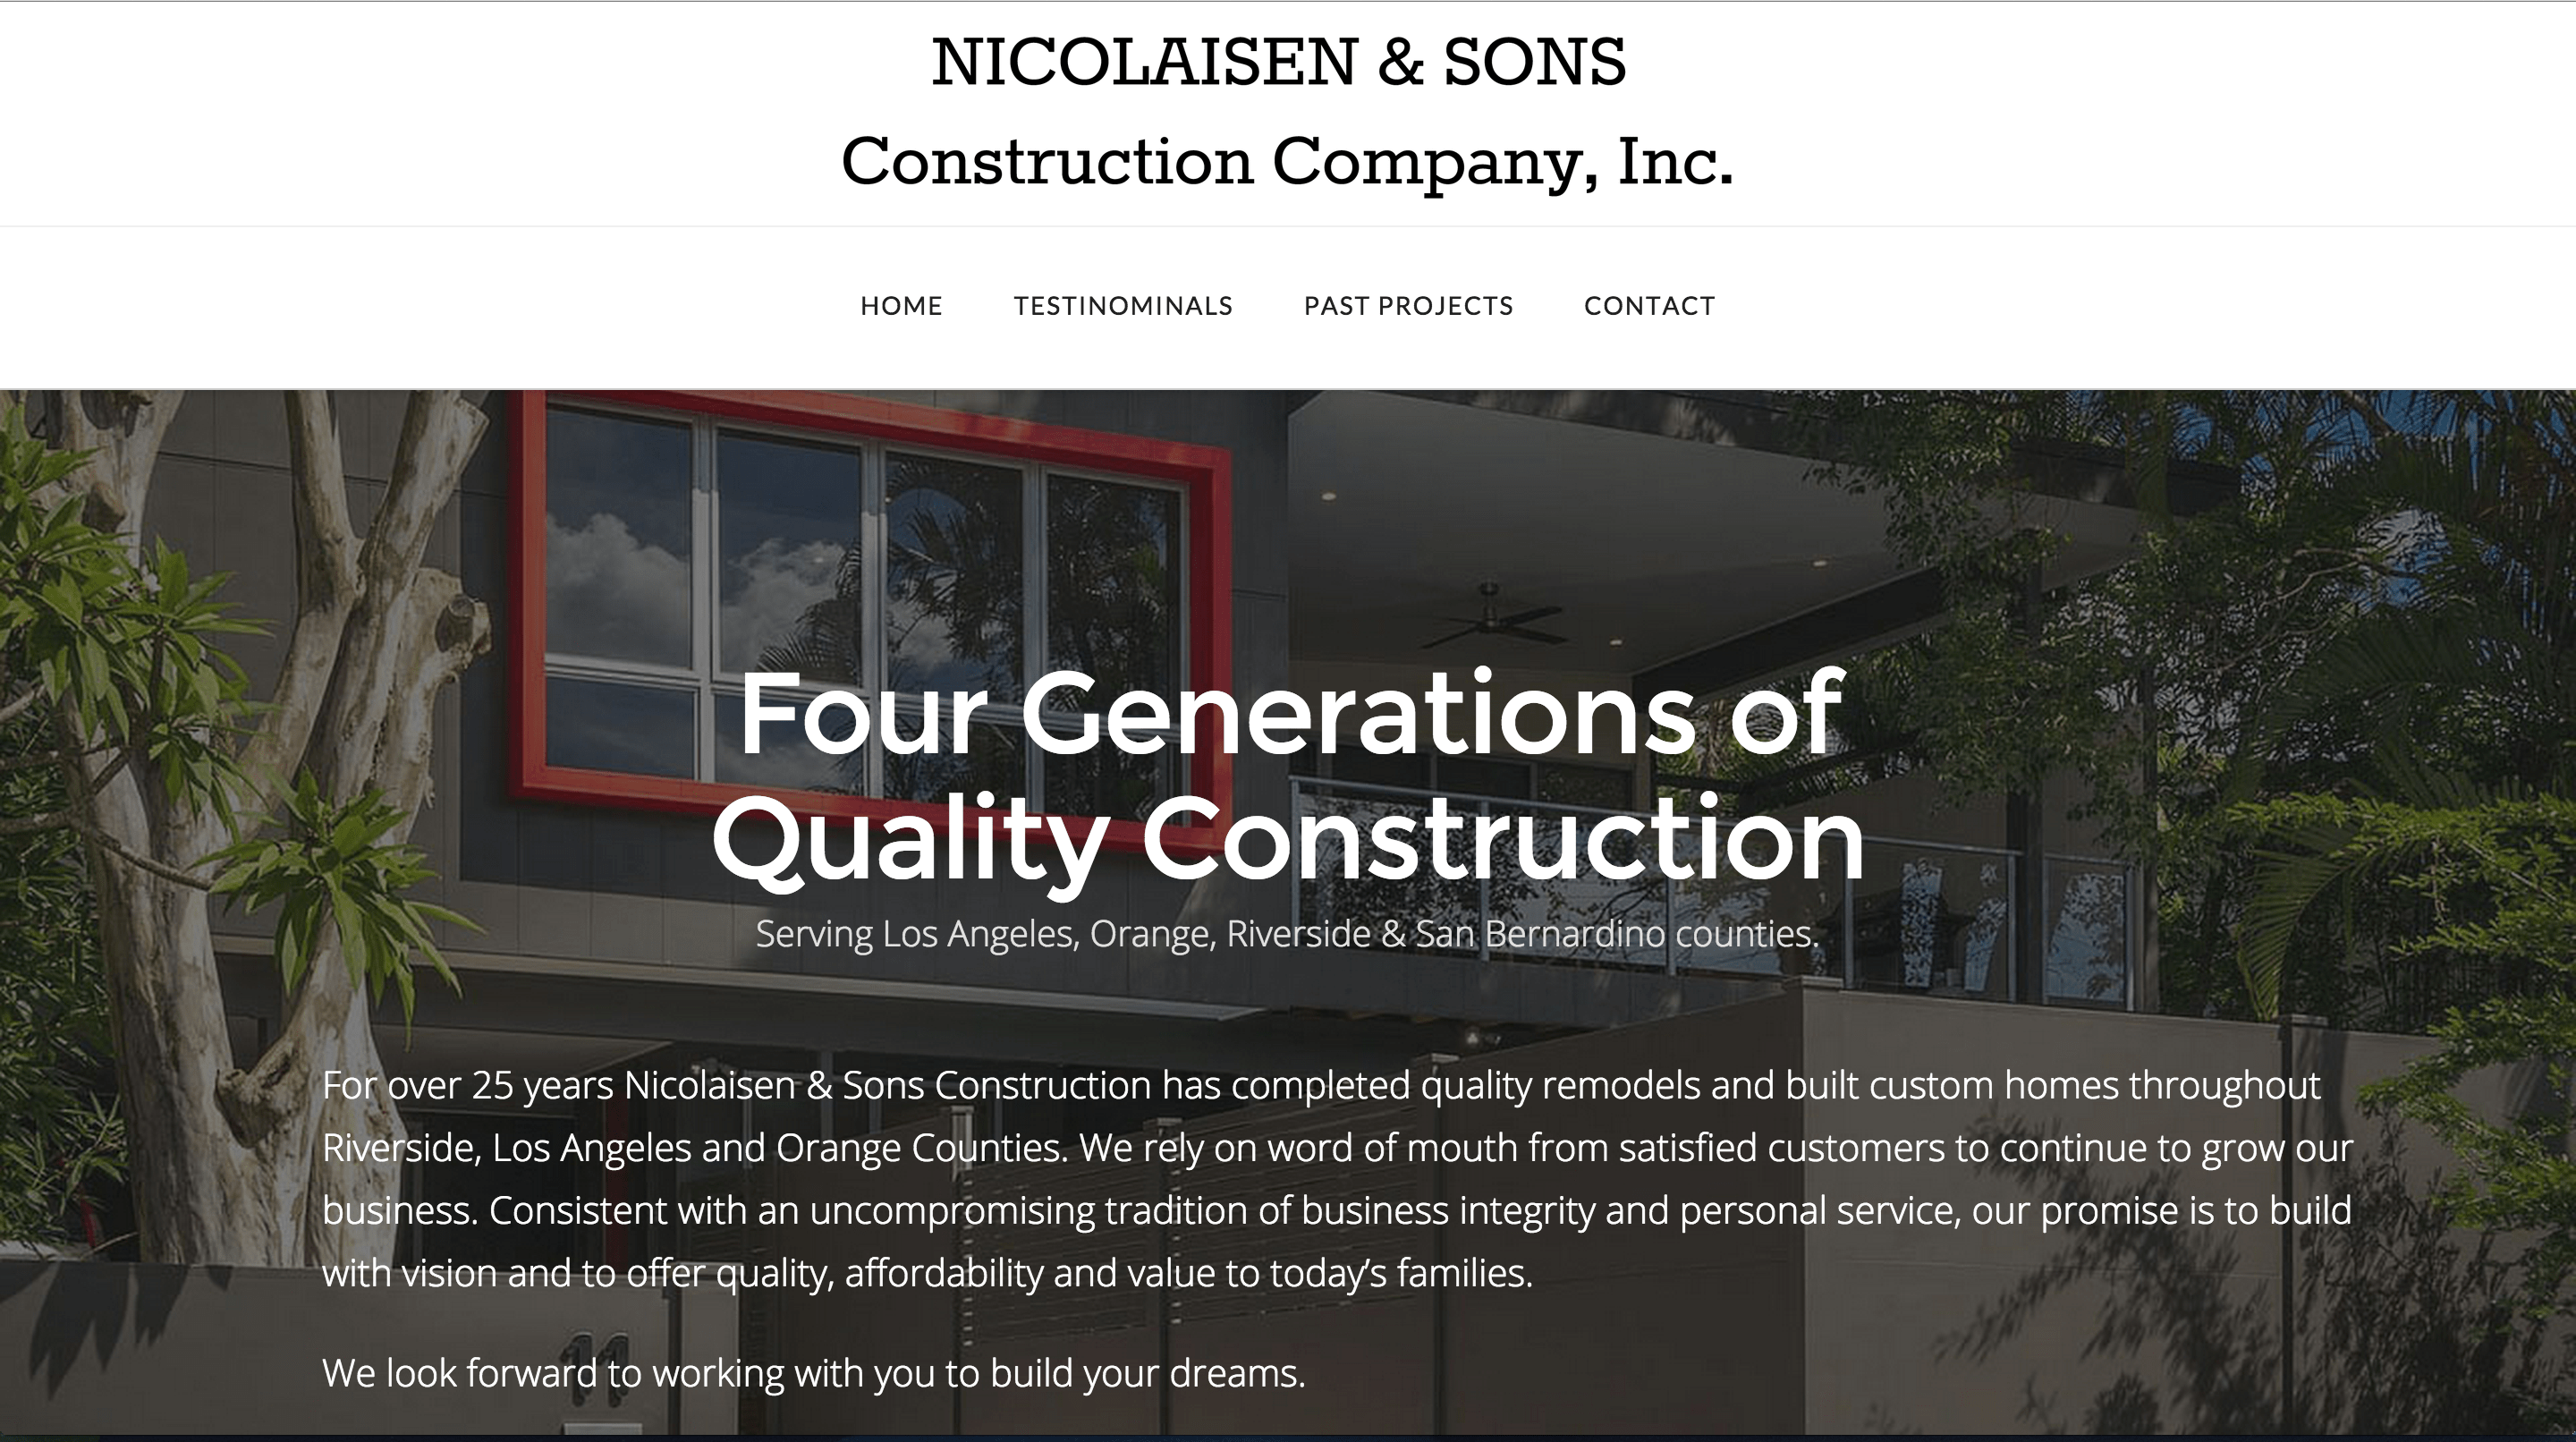 NICOLAISEN & SONS
Construction Company, Inc.
HOME TESTINOMINALS PAST PROJECTS CONTACT
Four Generations of
Quality Construction
Serving Los Angeles, Orange, Riverside & San Bernardino counties.
For over 25 years Nicolaisen & Sons Construction has completed quality remodels and built custom homes throughout
Riverside, Los Angeles and Orange Counties. We rely on word of mouth from satisfied customers to continue to grow our
business. Consistent with an uncompromising tradition of business integrity and personal service, our promise is to build
with vision and to offer quality, affordability and value to today’s families.
11
We look forward to working with you to build your dreams.